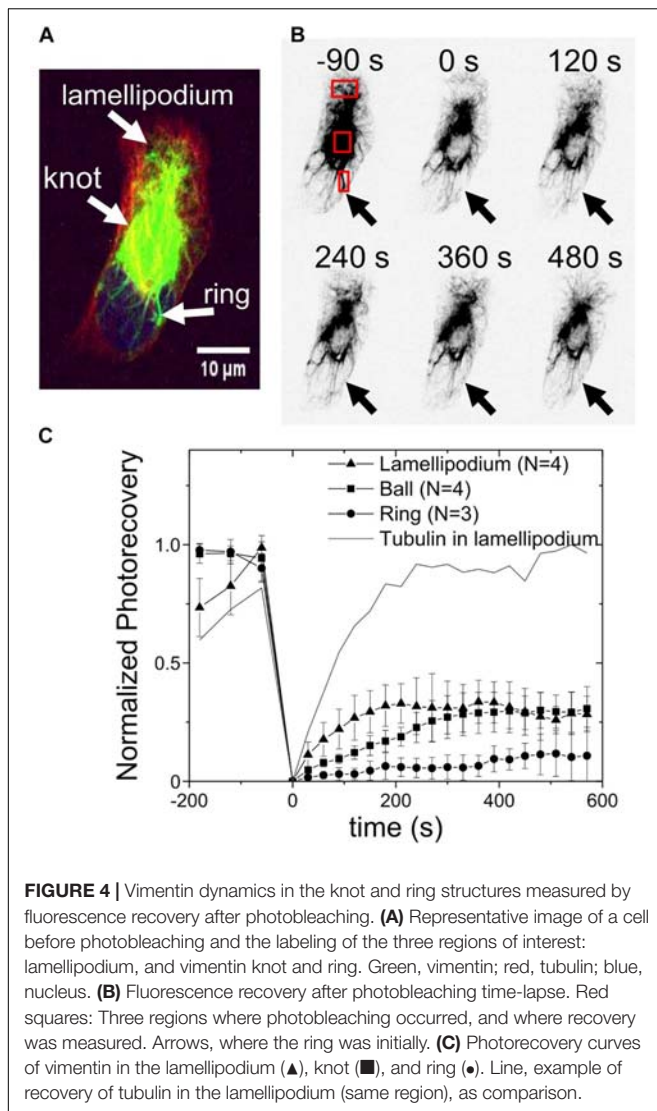 A
lamellipodium
knot
ring
10 μm
B
-90 s
0 s
120 s
240 s
360 s
480 s
C
Normalized Photorecovery
1.0
0.5
0
-200
0
200
400
600
time (s)
Lamellipodium (N=4)
Ball (N=4)
Ring (N=3)
Tubulin in lamellipodium
FIGURE 4 | Vimentin dynamics in the knot and ring structures measured by
fluorescence recovery after photobleaching. (A) Representative image of a cell
before photobleaching and the labeling of the three regions of interest:
lamellipodium, and vimentin knot and ring. Green, vimentin; red, tubulin; blue,
nucleus. (B) Fluorescence recovery after photobleaching time-lapse. Red
squares: Three regions where photobleaching occurred, and where recovery
was measured. Arrows, where the ring was initially. (C) Photorecovery curves
of vimentin in the lamellipodium (▲), knot (■), and ring (●). Line, example of
recovery of tubulin in the lamellipodium (same region), as comparison.